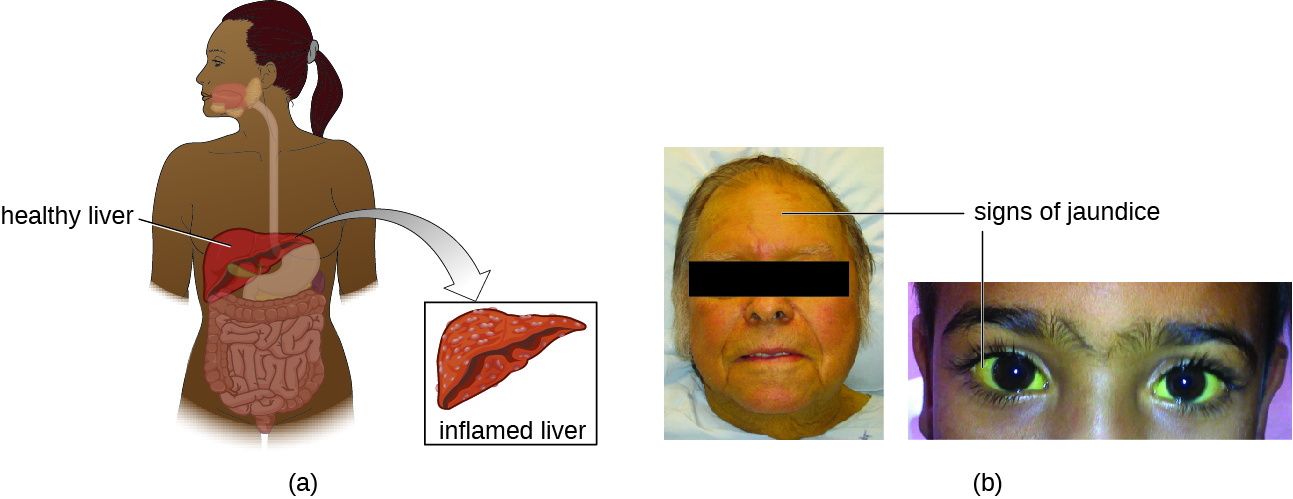 healthy liver
inflamed liver
(a)
signs of jaundice
(b)